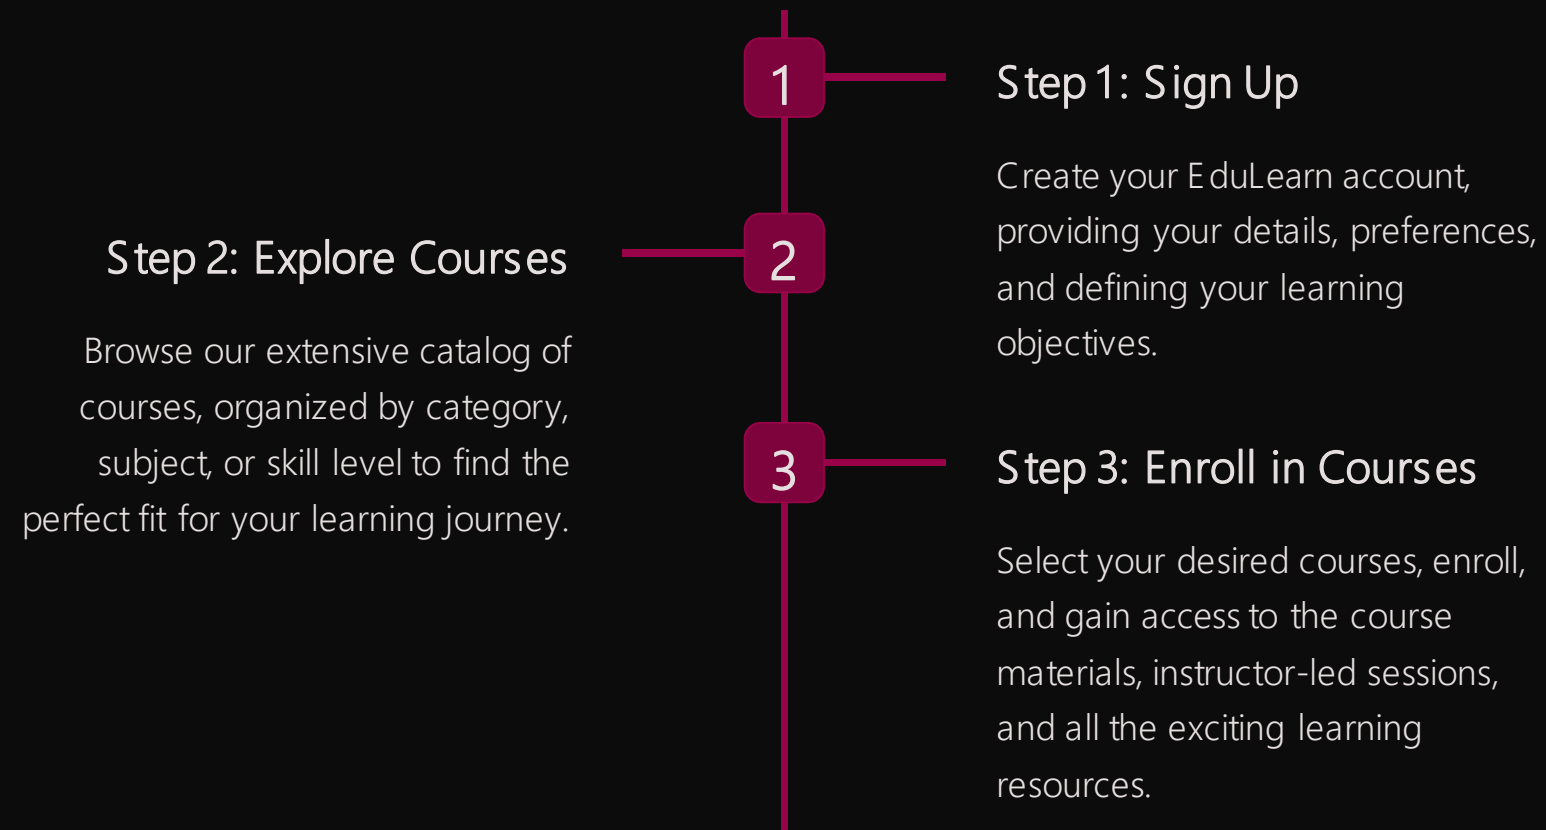 1
Step 1: Sign Up
Create your EduLearn account,
providing your details, preferences,
and defining your learning
objectives.
2
Step 2: Explore Courses
Browse our extensive catalog of
courses, organized by category,
subject, or skill level to find the
perfect fit for your learning journey.
3
Step 3: Enroll in Courses
Select your desired courses, enroll,
and gain access to the course
materials, instructor-led sessions,
and all the exciting learning
resources.